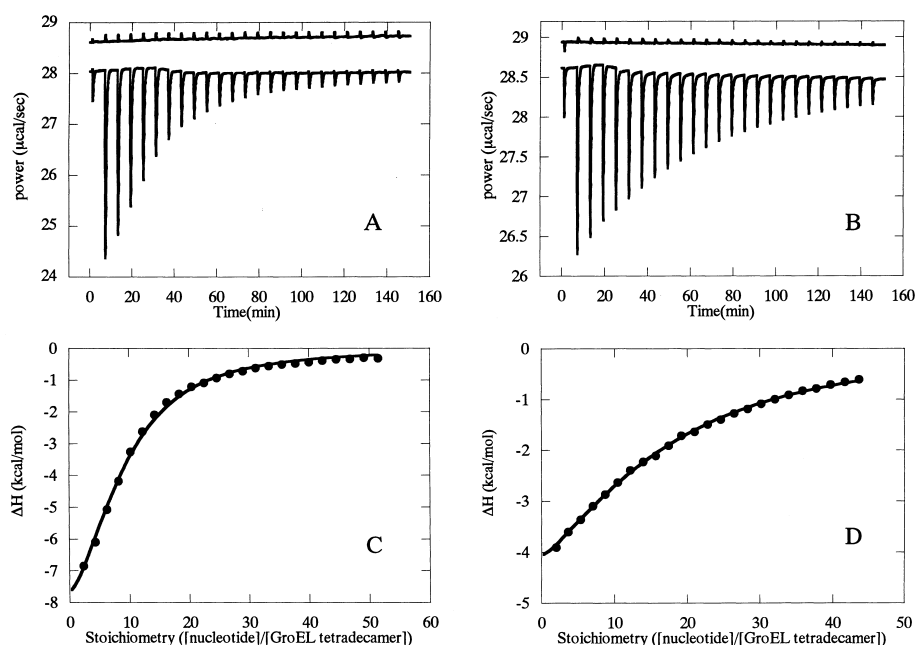 29
28
27
26
25
24
power (μcal/sec)
A
0 20 40 60 80 100 120 140 160
Time(min)
29
28.5
28
27.5
27
26.5
26
power (μcal/sec)
B
0 20 40 60 80 100 120 140 160
Time(min)
0
-1
-2
-3
-4
-5
-6
-7
-8
ΔH (kcal/mol)
C
0 10 20 30 40 50 60
Stoichiometry ([nucleotide]/[GroEL tetradecamer])
0
-1
-2
-3
-4
-5
ΔH (kcal/mol)
D
0 10 20 30 40 50
Stoichiometry ([nucleotide]/[GroEL tetradecamer])